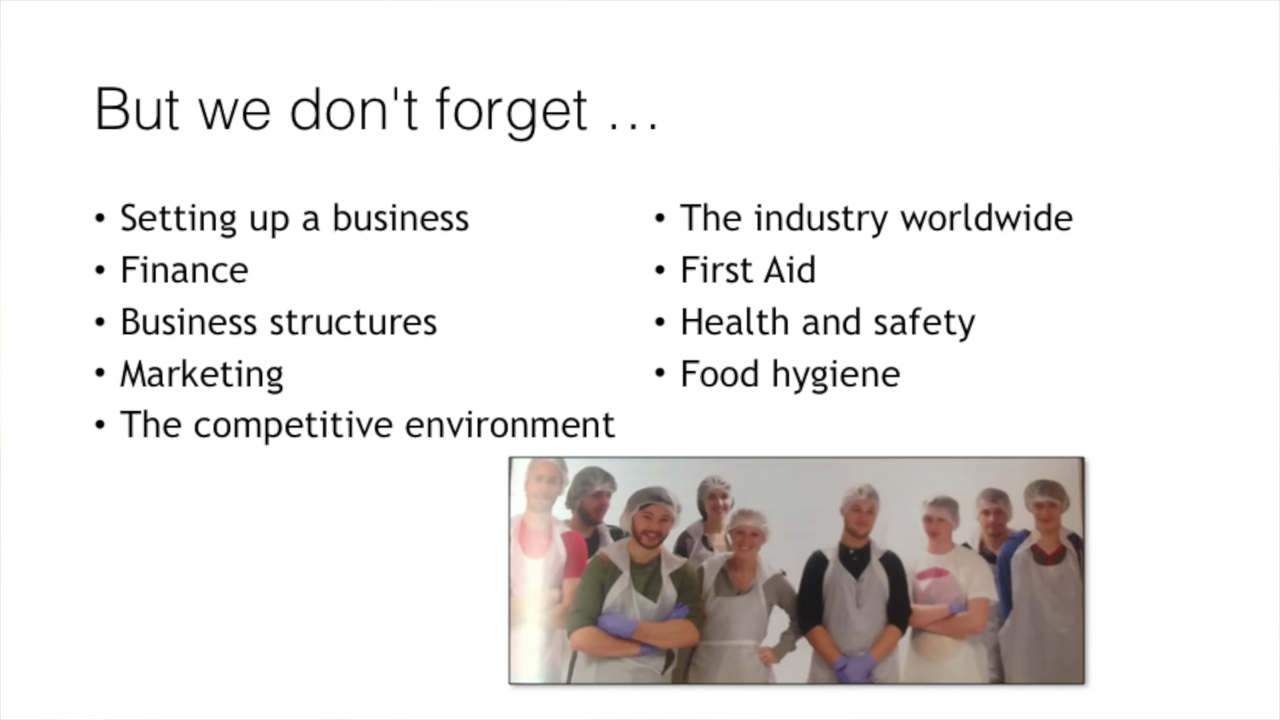 But we don't forget …
• Setting up a business
• Finance
• Business structures
• Marketing
• The competitive environment
• The industry worldwide
• First Aid
• Health and safety
• Food hygiene